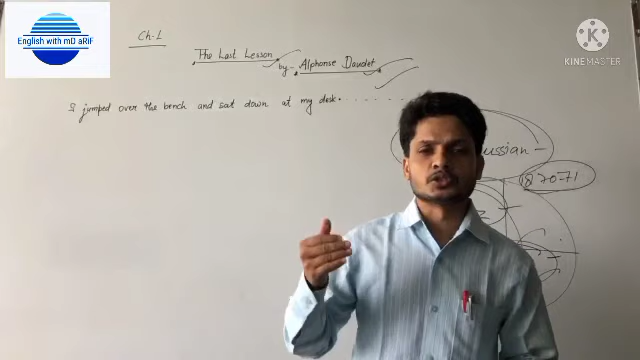 English with mD aRiF
KINEMASTER
Ch-1
The Last Lesson
by- Alphonse Daudet
I jumped over the bench and sat down at my desk.......
ussian -
1870-71